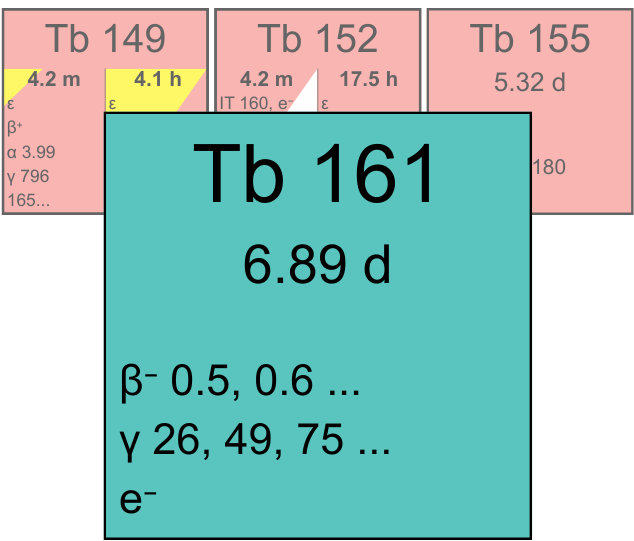 Tb 149
4.2 m 4.1 h
ε ε
β⁺
α 3.99
γ 796
165...
Tb 152
4.2 m 17.5 h
IT 160, e⁻ ε
Tb 155
5.32 d
180
Tb 161
6.89 d
β⁻ 0.5, 0.6 ...
γ 26, 49, 75 ...
e⁻